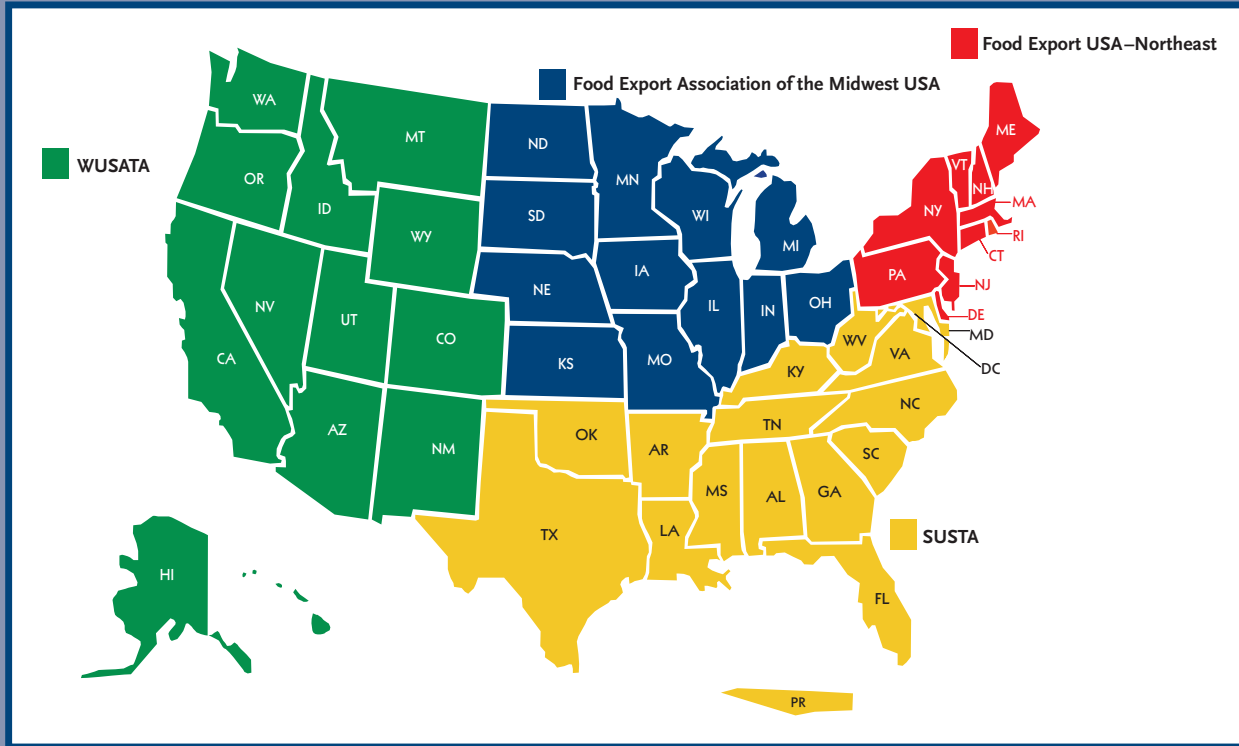 Food Export USA–Northeast
Food Export Association of the Midwest USA
WUSATA
WA
MT
ND
MN
ME
VT
NH
OR
ID
SD
WI
NY
MA
WY
MI
RI
CT
NE
IA
PA
NJ
NV
UT
CO
IL
IN
OH
DE
MD
CA
KS
MO
WV
VA
DC
KY
AZ
NM
OK
AR
TN
NC
SC
MS
AL
GA
TX
LA
SUSTA
HI
FL
PR